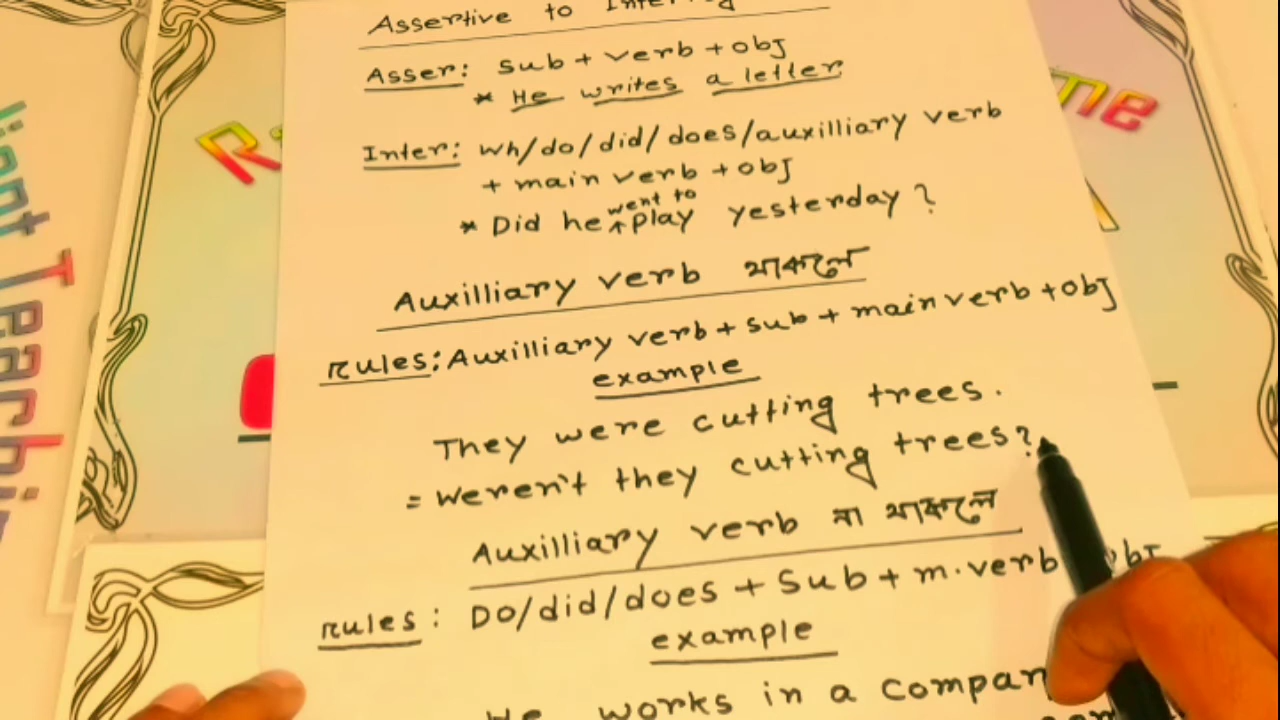 Assertive to
Asser: Sub + verb + obj
* He writes a letter
Inter: Wh/do/did/does/auxilliary verb
+ main verb + obj
went to
* Did he ^ play yesterday?
Auxilliary verb থাকলে
rules: Auxilliary verb + sub + main verb + obj
example
They were cutting trees.
= weren't they cutting trees?
Auxilliary verb না থাকলে
rules: Do/did/does + Sub + m.verb
example
He works in a